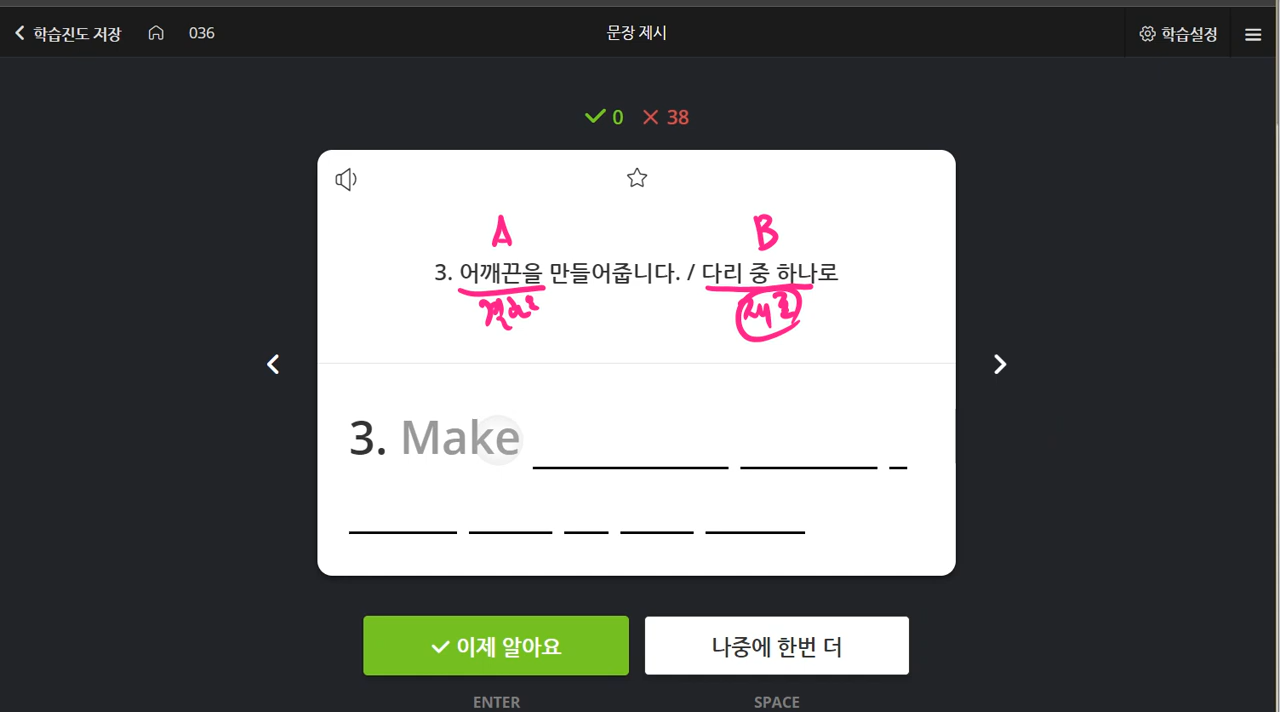 학습진도 저장 036 문장 제시 학습설정
0 38
A B
3. 어깨끈을 만들어줍니다. / 다리 중 하나로
재료
3. Make
이제 알아요 나중에 한번 더
ENTER SPACE